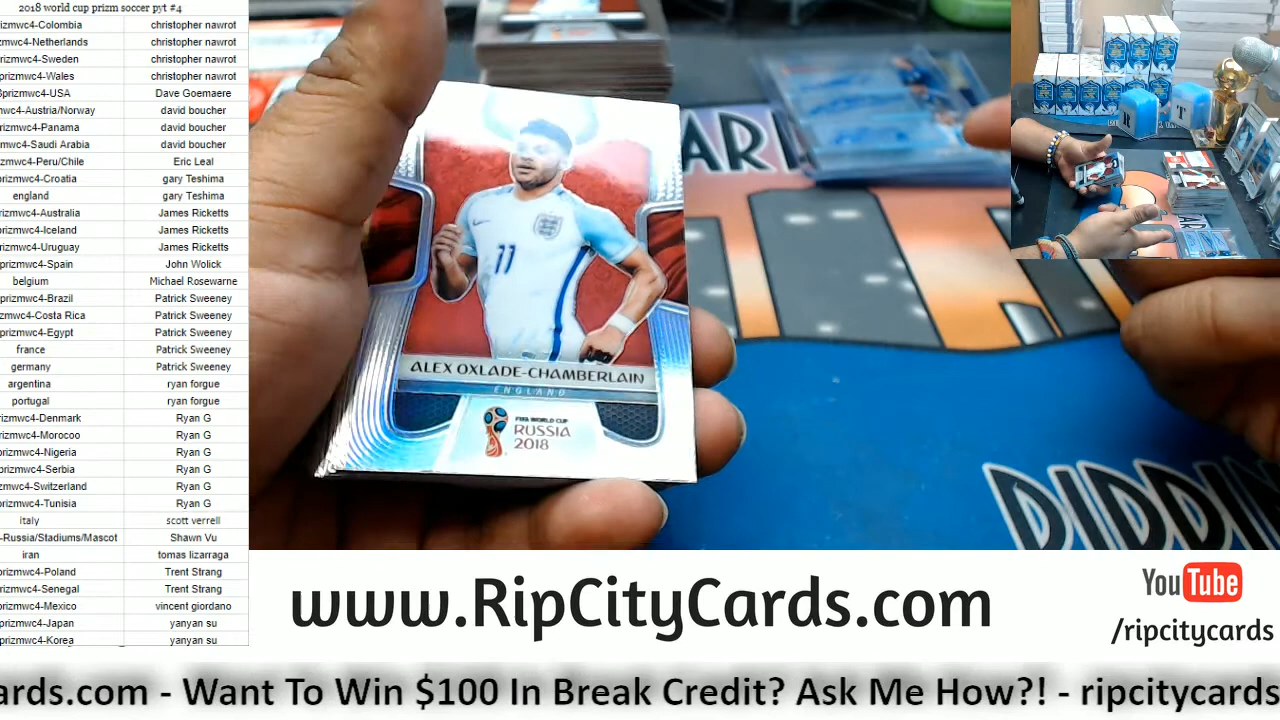 2018 world cup prizm soccer pyt #4
rizmwc4-Colombia christopher nawrot
zmwc4-Netherlands christopher nawrot
rizmwc4-Sweden christopher nawrot
prizmwc4-Wales christopher nawrot
prizmwc4-USA Dave Goemaere
mwc4-Austria/Norway david boucher
prizmwc4-Panama david boucher
mwc4-Saudi Arabia david boucher
izmwc4-Peru/Chile Eric Leal
rizmwc4-Croatia gary Teshima
england gary Teshima
izmwc4-Australia James Ricketts
rizmwc4-Iceland James Ricketts
izmwc4-Uruguay James Ricketts
rizmwc4-Spain John Wolick
belgium Michael Rosewarne
prizmwc4-Brazil Patrick Sweeney
zmwc4-Costa Rica Patrick Sweeney
prizmwc4-Egypt Patrick Sweeney
france Patrick Sweeney
germany Patrick Sweeney
argentina ryan forgue
portugal ryan forgue
rizmwc4-Denmark Ryan G
rizmwc4-Morocoo Ryan G
rizmwc4-Nigeria Ryan G
rizmwc4-Serbia Ryan G
zmwc4-Switzerland Ryan G
rizmwc4-Tunisia Ryan G
italy scott verrell
-Russia/Stadiums/Mascot Shawn Vu
iran tomas lizarraga
prizmwc4-Poland Trent Strang
rizmwc4-Senegal Trent Strang
prizmwc4-Mexico vincent giordano
prizmwc4-Japan yanyan su
prizmwc4-Korea yanyan su
11
ALEX OXLADE-CHAMBERLAIN
ENGLAND
FIFA WORLD CUP
RUSSIA
2018
ARD
DIPPIN
R T
www.RipCityCards.com
YouTube
/ripcitycards
ards.com - Want To Win $100 In Break Credit? Ask Me How?! - ripcitycards